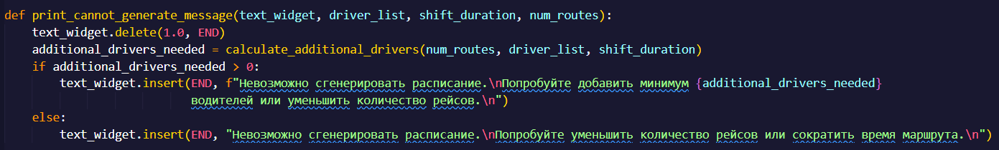 def print_cannot_generate_message(text_widget, driver_list, shift_duration, num_routes):
    text_widget.delete(1.0, END)
    additional_drivers_needed = calculate_additional_drivers(num_routes, driver_list, shift_duration)
    if additional_drivers_needed > 0:
        text_widget.insert(END, f"Невозможно сгенерировать расписание.\nПопробуйте добавить минимум {additional_drivers_needed}
                           водителей или уменьшить количество рейсов.\n")
    else:
        text_widget.insert(END, "Невозможно сгенерировать расписание.\nПопробуйте уменьшить количество рейсов или сократить время маршрута.\n")